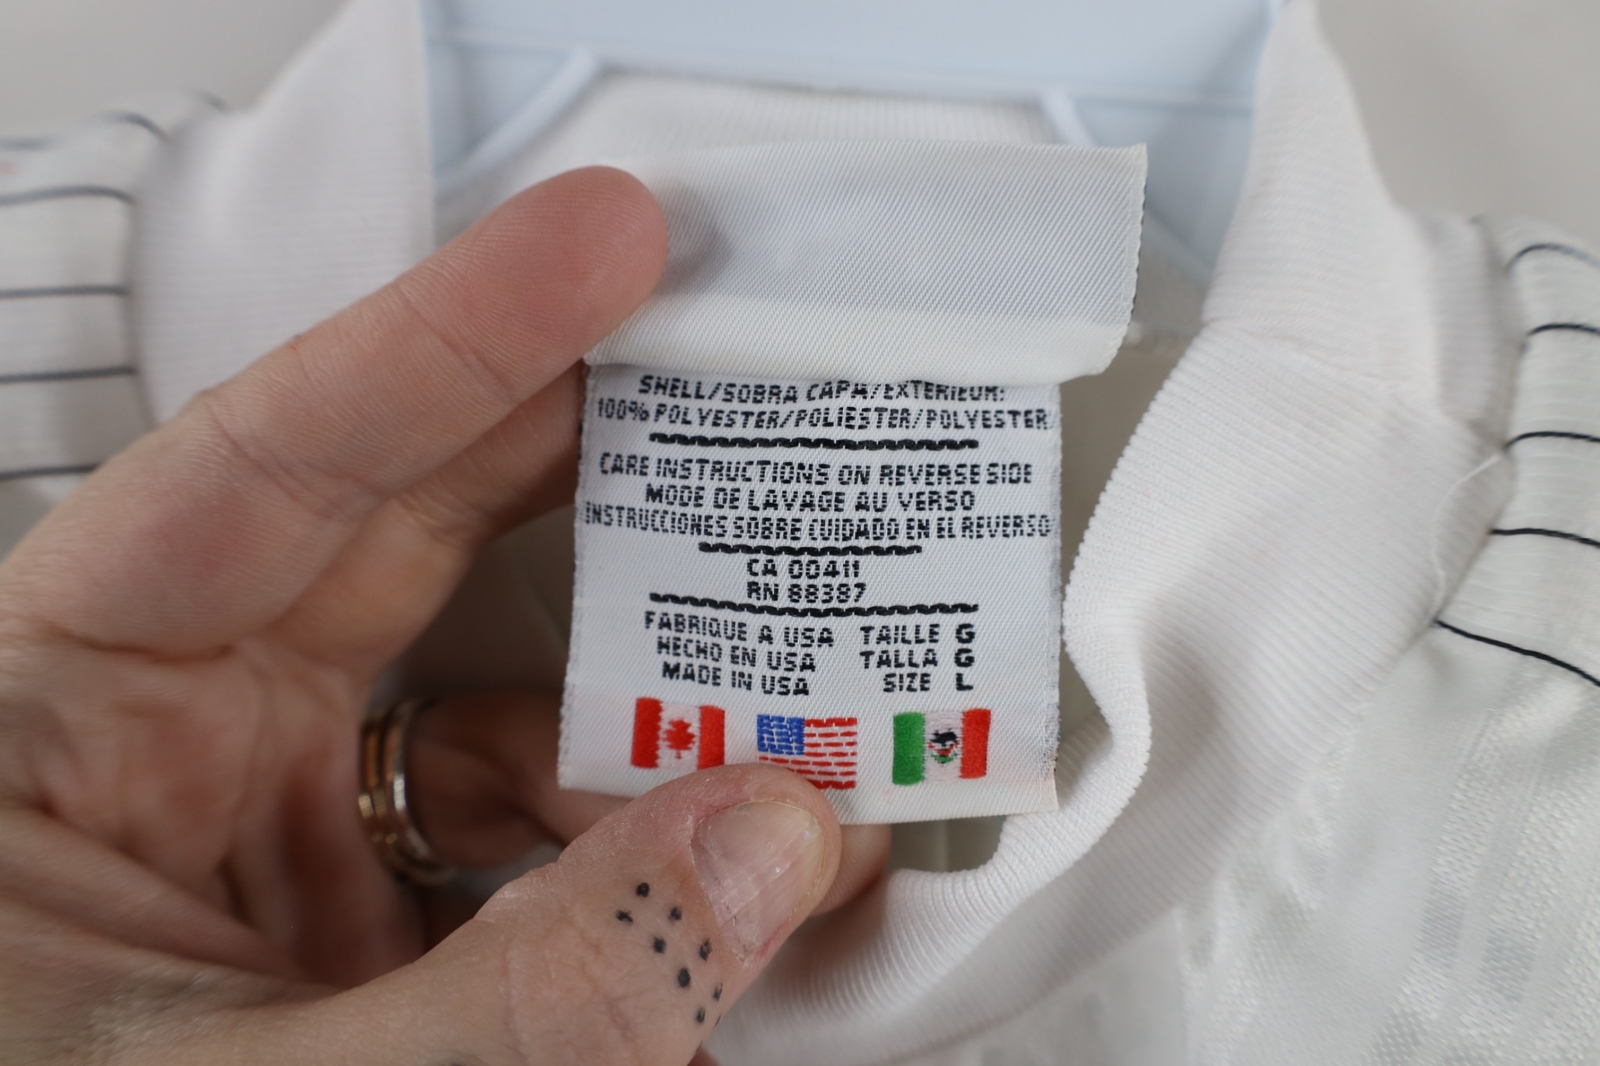 SHELL/SOBRA CAPA/EXTERIEUR:
100% POLYESTER/POLIESTER/POLYESTER
CARE INSTRUCTIONS ON REVERSE SIDE
MODE DE LAVAGE AU VERSO
INSTRUCCIONES SOBRE CUIDADO EN EL REVERSO
CA 00411
RN 88387
FABRIQUE A USA TAILLE G
HECHO EN USA TALLA G
MADE IN USA SIZE L